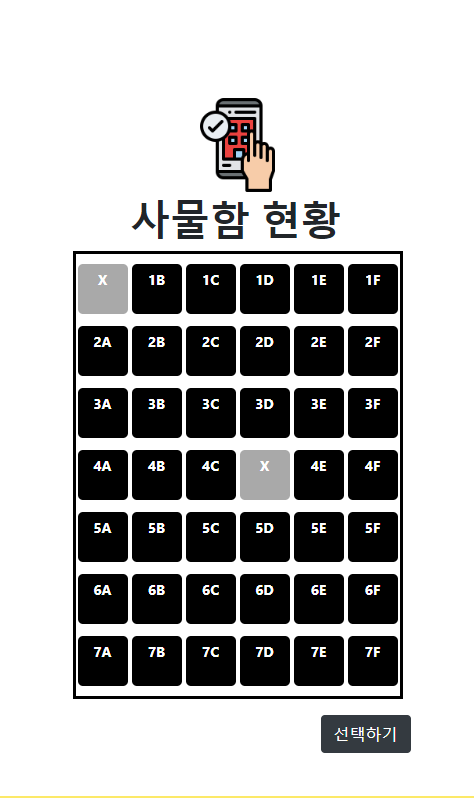 사물함 현황
X 1B 1C 1D 1E 1F
2A 2B 2C 2D 2E 2F
3A 3B 3C 3D 3E 3F
4A 4B 4C X 4E 4F
5A 5B 5C 5D 5E 5F
6A 6B 6C 6D 6E 6F
7A 7B 7C 7D 7E 7F
선택하기